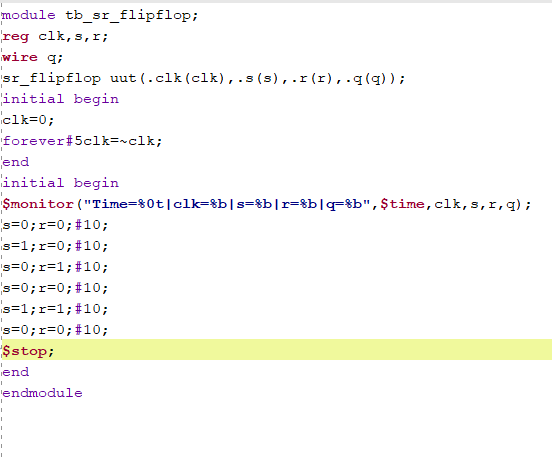 module tb_sr_flipflop;
reg clk,s,r;
wire q;
sr_flipflop uut(.clk(clk),.s(s),.r(r),.q(q));
initial begin
clk=0;
forever#5clk=~clk;
end
initial begin
$monitor("Time=%0t|clk=%b|s=%b|r=%b|q=%b",$time,clk,s,r,q);
s=0;r=0;#10;
s=1;r=0;#10;
s=0;r=1;#10;
s=0;r=0;#10;
s=1;r=1;#10;
s=0;r=0;#10;
$stop;
end
endmodule